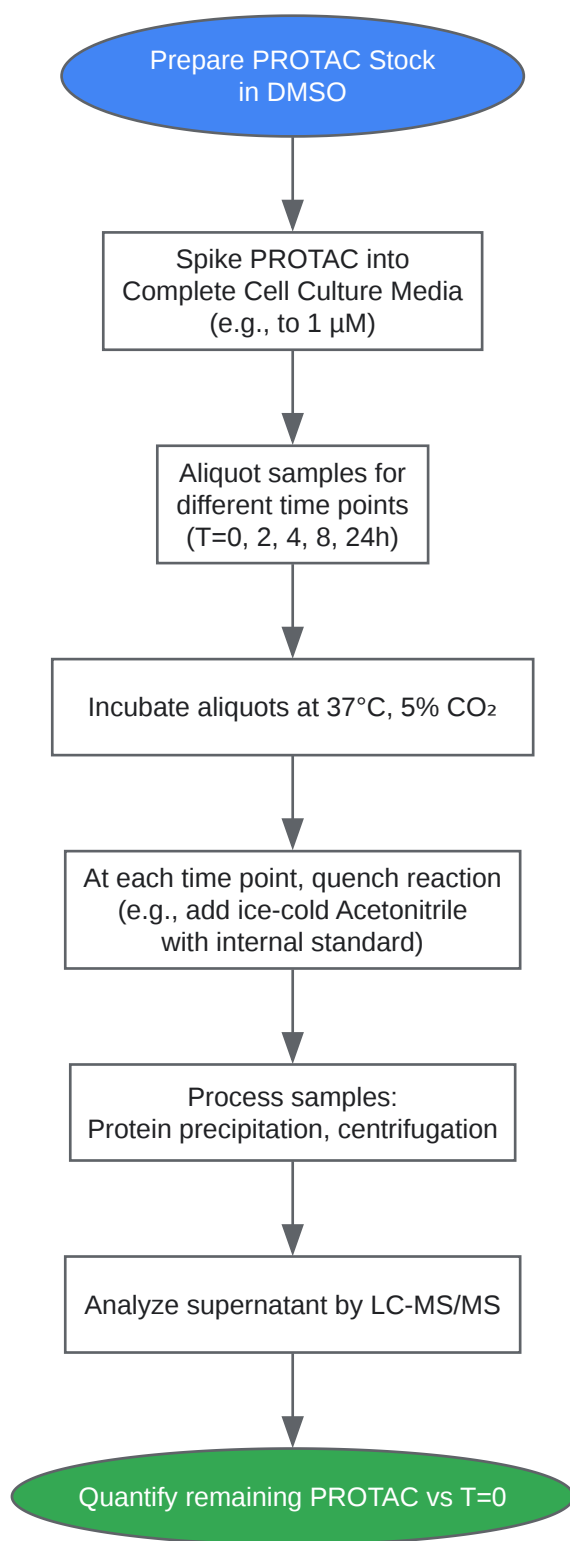 Prepare PROTAC Stock
in DMSO
Spike PROTAC into
Complete Cell Culture Media
(e.g., to 1 µM)
Aliquot samples for
different time points
(T=0, 2, 4, 8, 24h)
Incubate aliquots at 37°C, 5% CO₂
At each time point, quench reaction
(e.g., add ice-cold Acetonitrile
with internal standard)
Process samples:
Protein precipitation, centrifugation
Analyze supernatant by LC-MS/MS
Quantify remaining PROTAC vs T=0